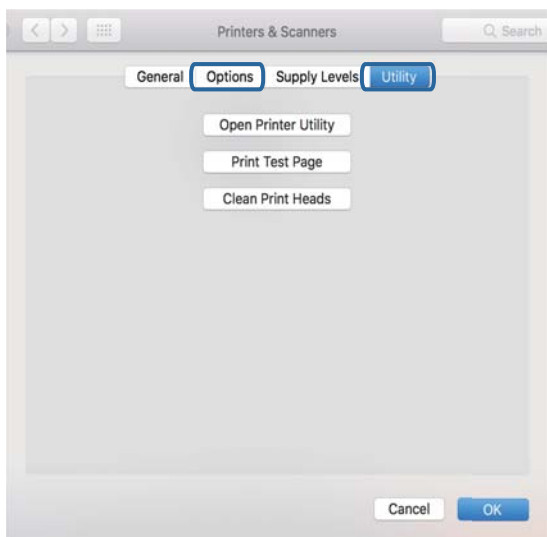 Printers & Scanners Search
General Options Supply Levels Utility
Open Printer Utility
Print Test Page
Clean Print Heads
Cancel OK